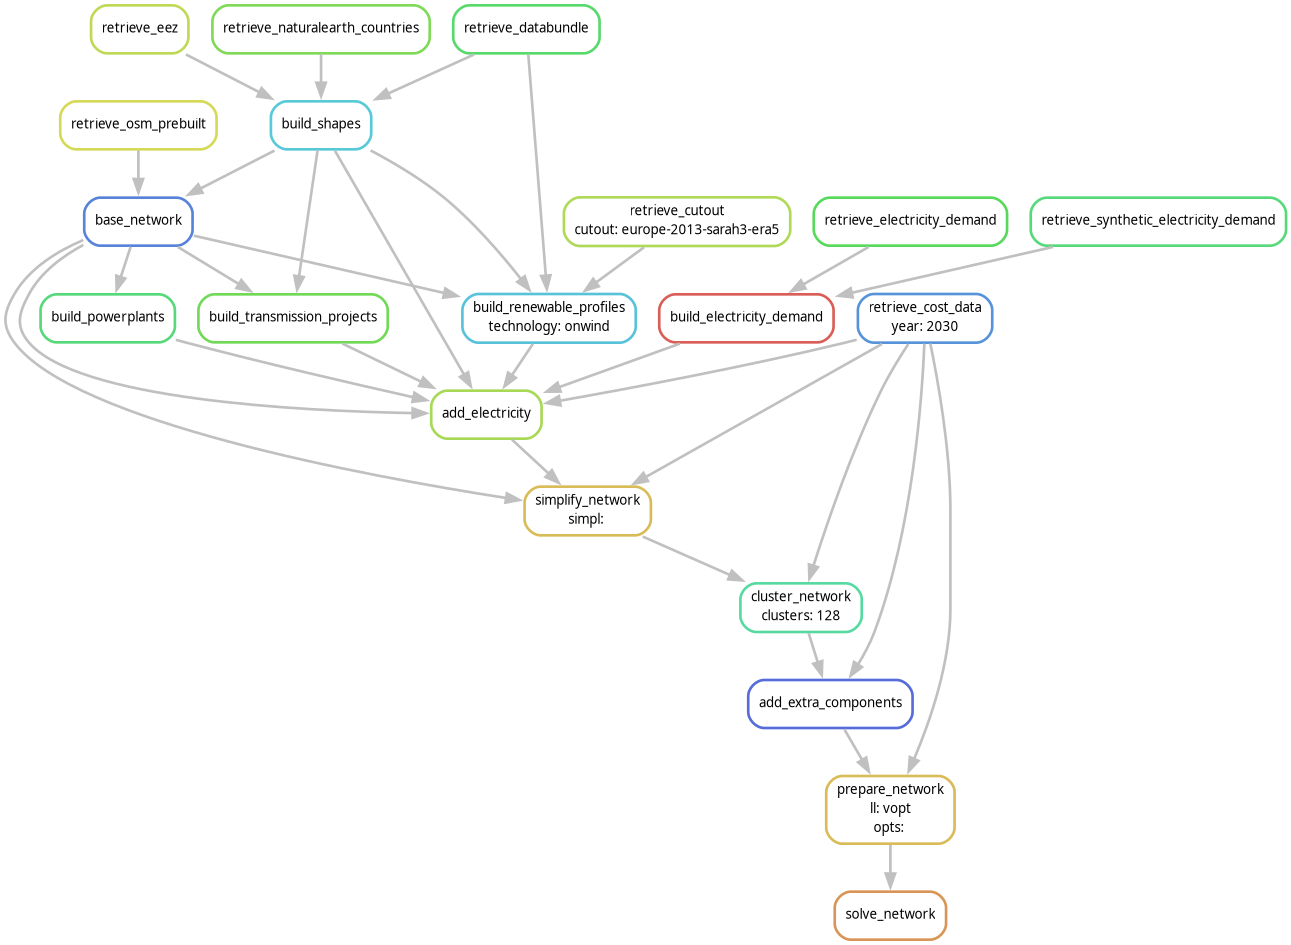 retrieve_eez
retrieve_naturalearth_countries
retrieve_databundle
retrieve_osm_prebuilt
build_shapes
base_network
retrieve_cutout
cutout: europe-2013-sarah3-era5
retrieve_electricity_demand
retrieve_synthetic_electricity_demand
build_powerplants
build_transmission_projects
build_renewable_profiles
technology: onwind
build_electricity_demand
retrieve_cost_data
year: 2030
add_electricity
simplify_network
simpl:
cluster_network
clusters: 128
add_extra_components
prepare_network
ll: vopt
opts:
solve_network